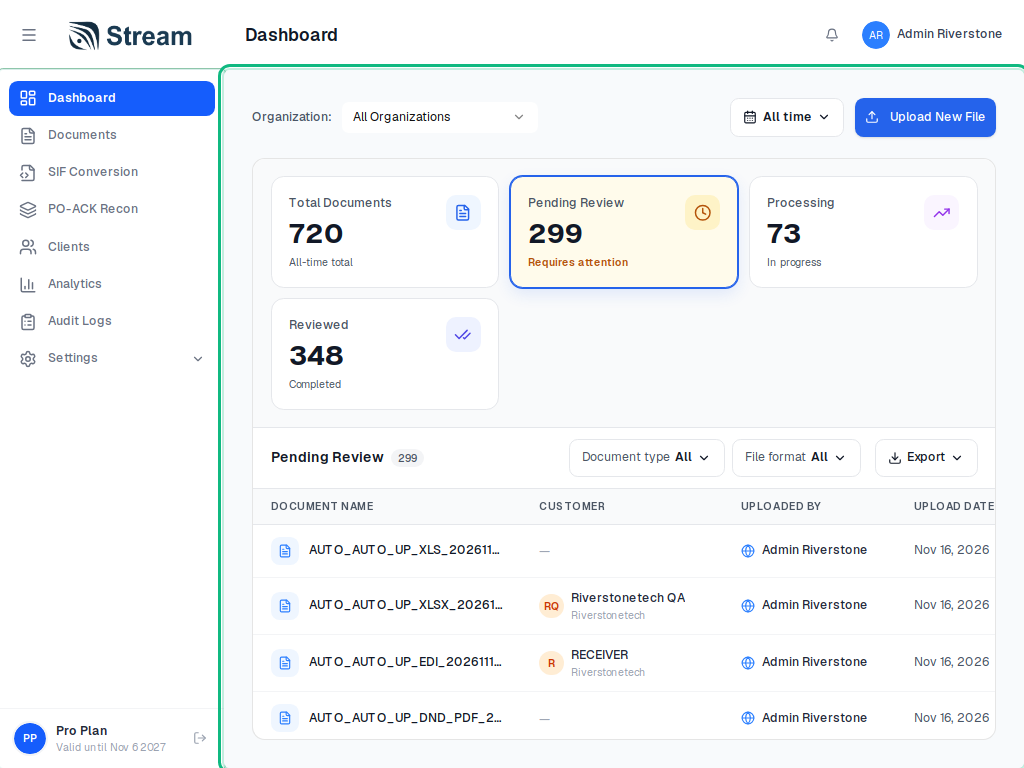 Stream
Dashboard
AR
Admin Riverstone
Dashboard
Documents
SIF Conversion
PO-ACK Recon
Clients
Analytics
Audit Logs
Settings
PP
Pro Plan
Valid until Nov 6 2027
Organization:
All Organizations
All time
Upload New File
Total Documents
720
All-time total
Pending Review
299
Requires attention
Processing
73
In progress
Reviewed
348
Completed
Pending Review 299
Document type All
File format All
Export
DOCUMENT NAME CUSTOMER UPLOADED BY UPLOAD DATE
AUTO_AUTO_UP_XLS_202611... — Admin Riverstone Nov 16, 2026
AUTO_AUTO_UP_XLSX_20261... RQ Riverstonetech QA Admin Riverstone Nov 16, 2026
Riverstonetech
AUTO_AUTO_UP_EDI_2026111... R RECEIVER Admin Riverstone Nov 16, 2026
Riverstonetech
AUTO_AUTO_UP_DND_PDF_2... — Admin Riverstone Nov 16, 2026